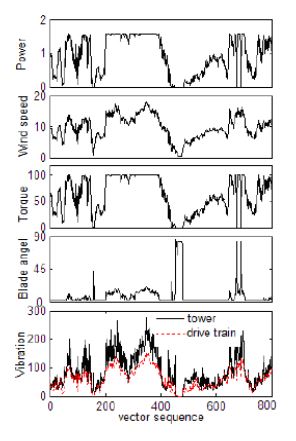 2
Power
1
0
20
Wind speed
10
0
100
Torque
50
0
90
Blade angel
45
0
300
Vibration
200
100
0
tower
drive train
0 200 400 600 800
vector sequence